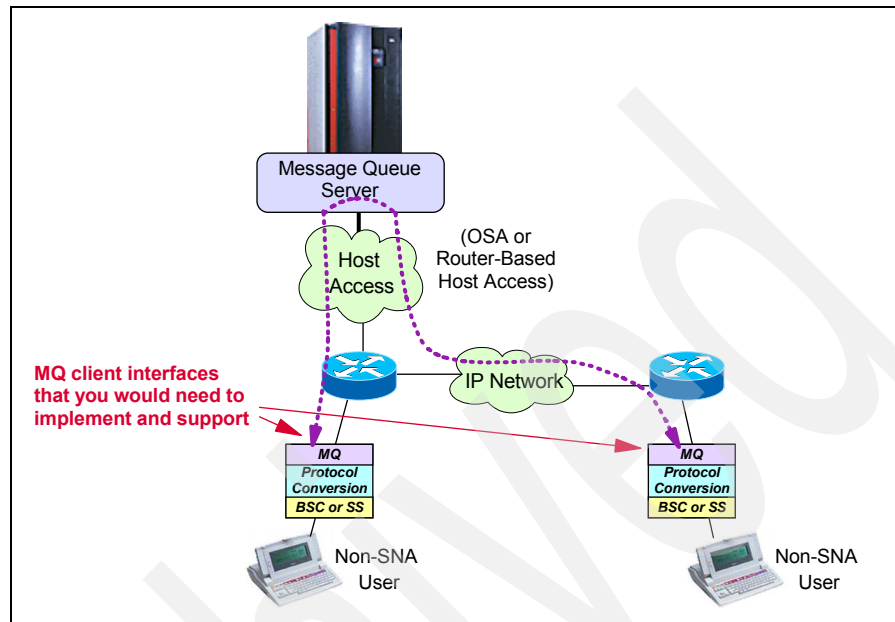 Message Queue
Server
Host
Access
(OSA or
Router-Based
Host Access)
IP Network
MQ client interfaces
that you would need to
implement and support
MQ
Protocol
Conversion
BSC or SS
MQ
Protocol
Conversion
BSC or SS
Non-SNA
User
Non-SNA
User